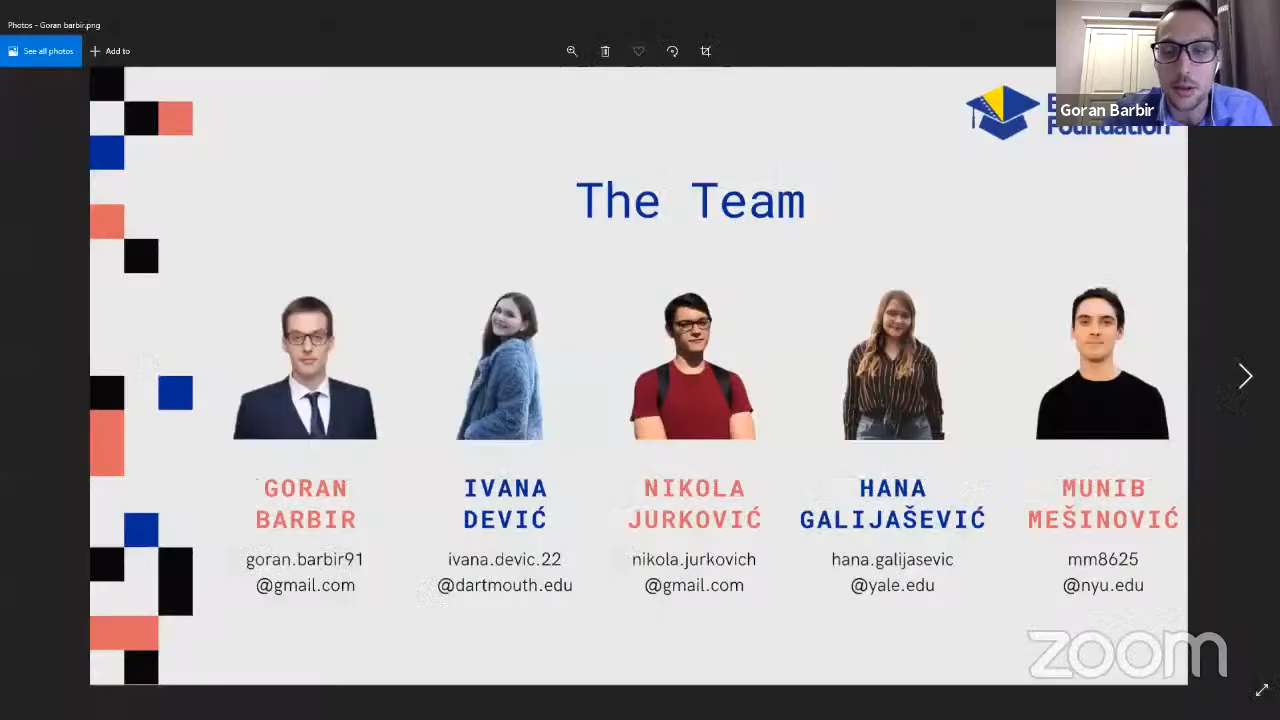 Photos - Goran barbir.png
See all photos
Add to
Goran Barbir
Foundation
The Team
GORAN
BARBIR
goran.barbir91
@gmail.com
IVANA
DEVIĆ
ivana.devic.22
@dartmouth.edu
NIKOLA
JURKOVIĆ
nikola.jurkovich
@gmail.com
HANA
GALIJAŠEVIĆ
hana.galijasevic
@yale.edu
MUNIB
MEŠINOVIĆ
mm8625
@nyu.edu
zoom